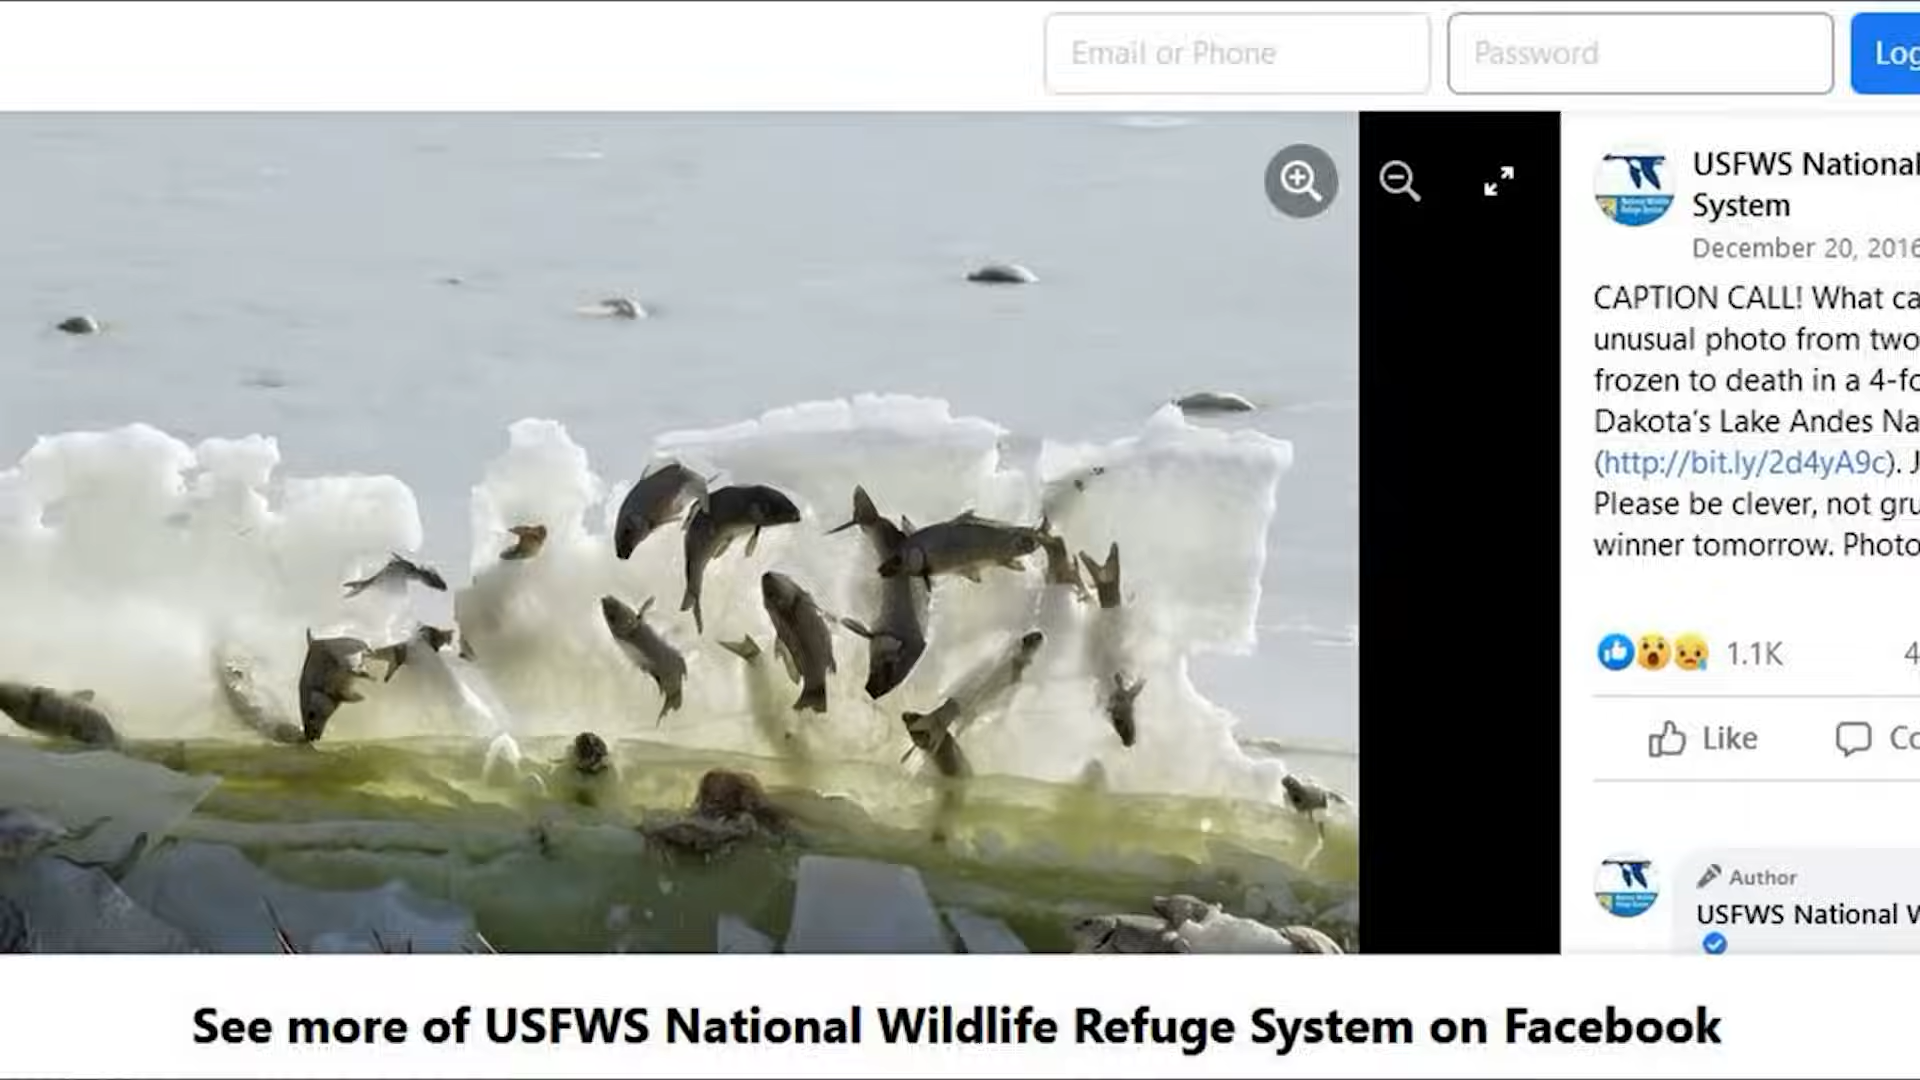 Email or Phone
Password
Log
USFWS National
System
December 20, 2016
CAPTION CALL! What ca
unusual photo from two
frozen to death in a 4-fo
Dakota's Lake Andes Na
(http://bit.ly/2d4yA9c). J
Please be clever, not gru
winner tomorrow. Photo
1.1K
4
Like
Co
Author
USFWS National W
See more of USFWS National Wildlife Refuge System on Facebook